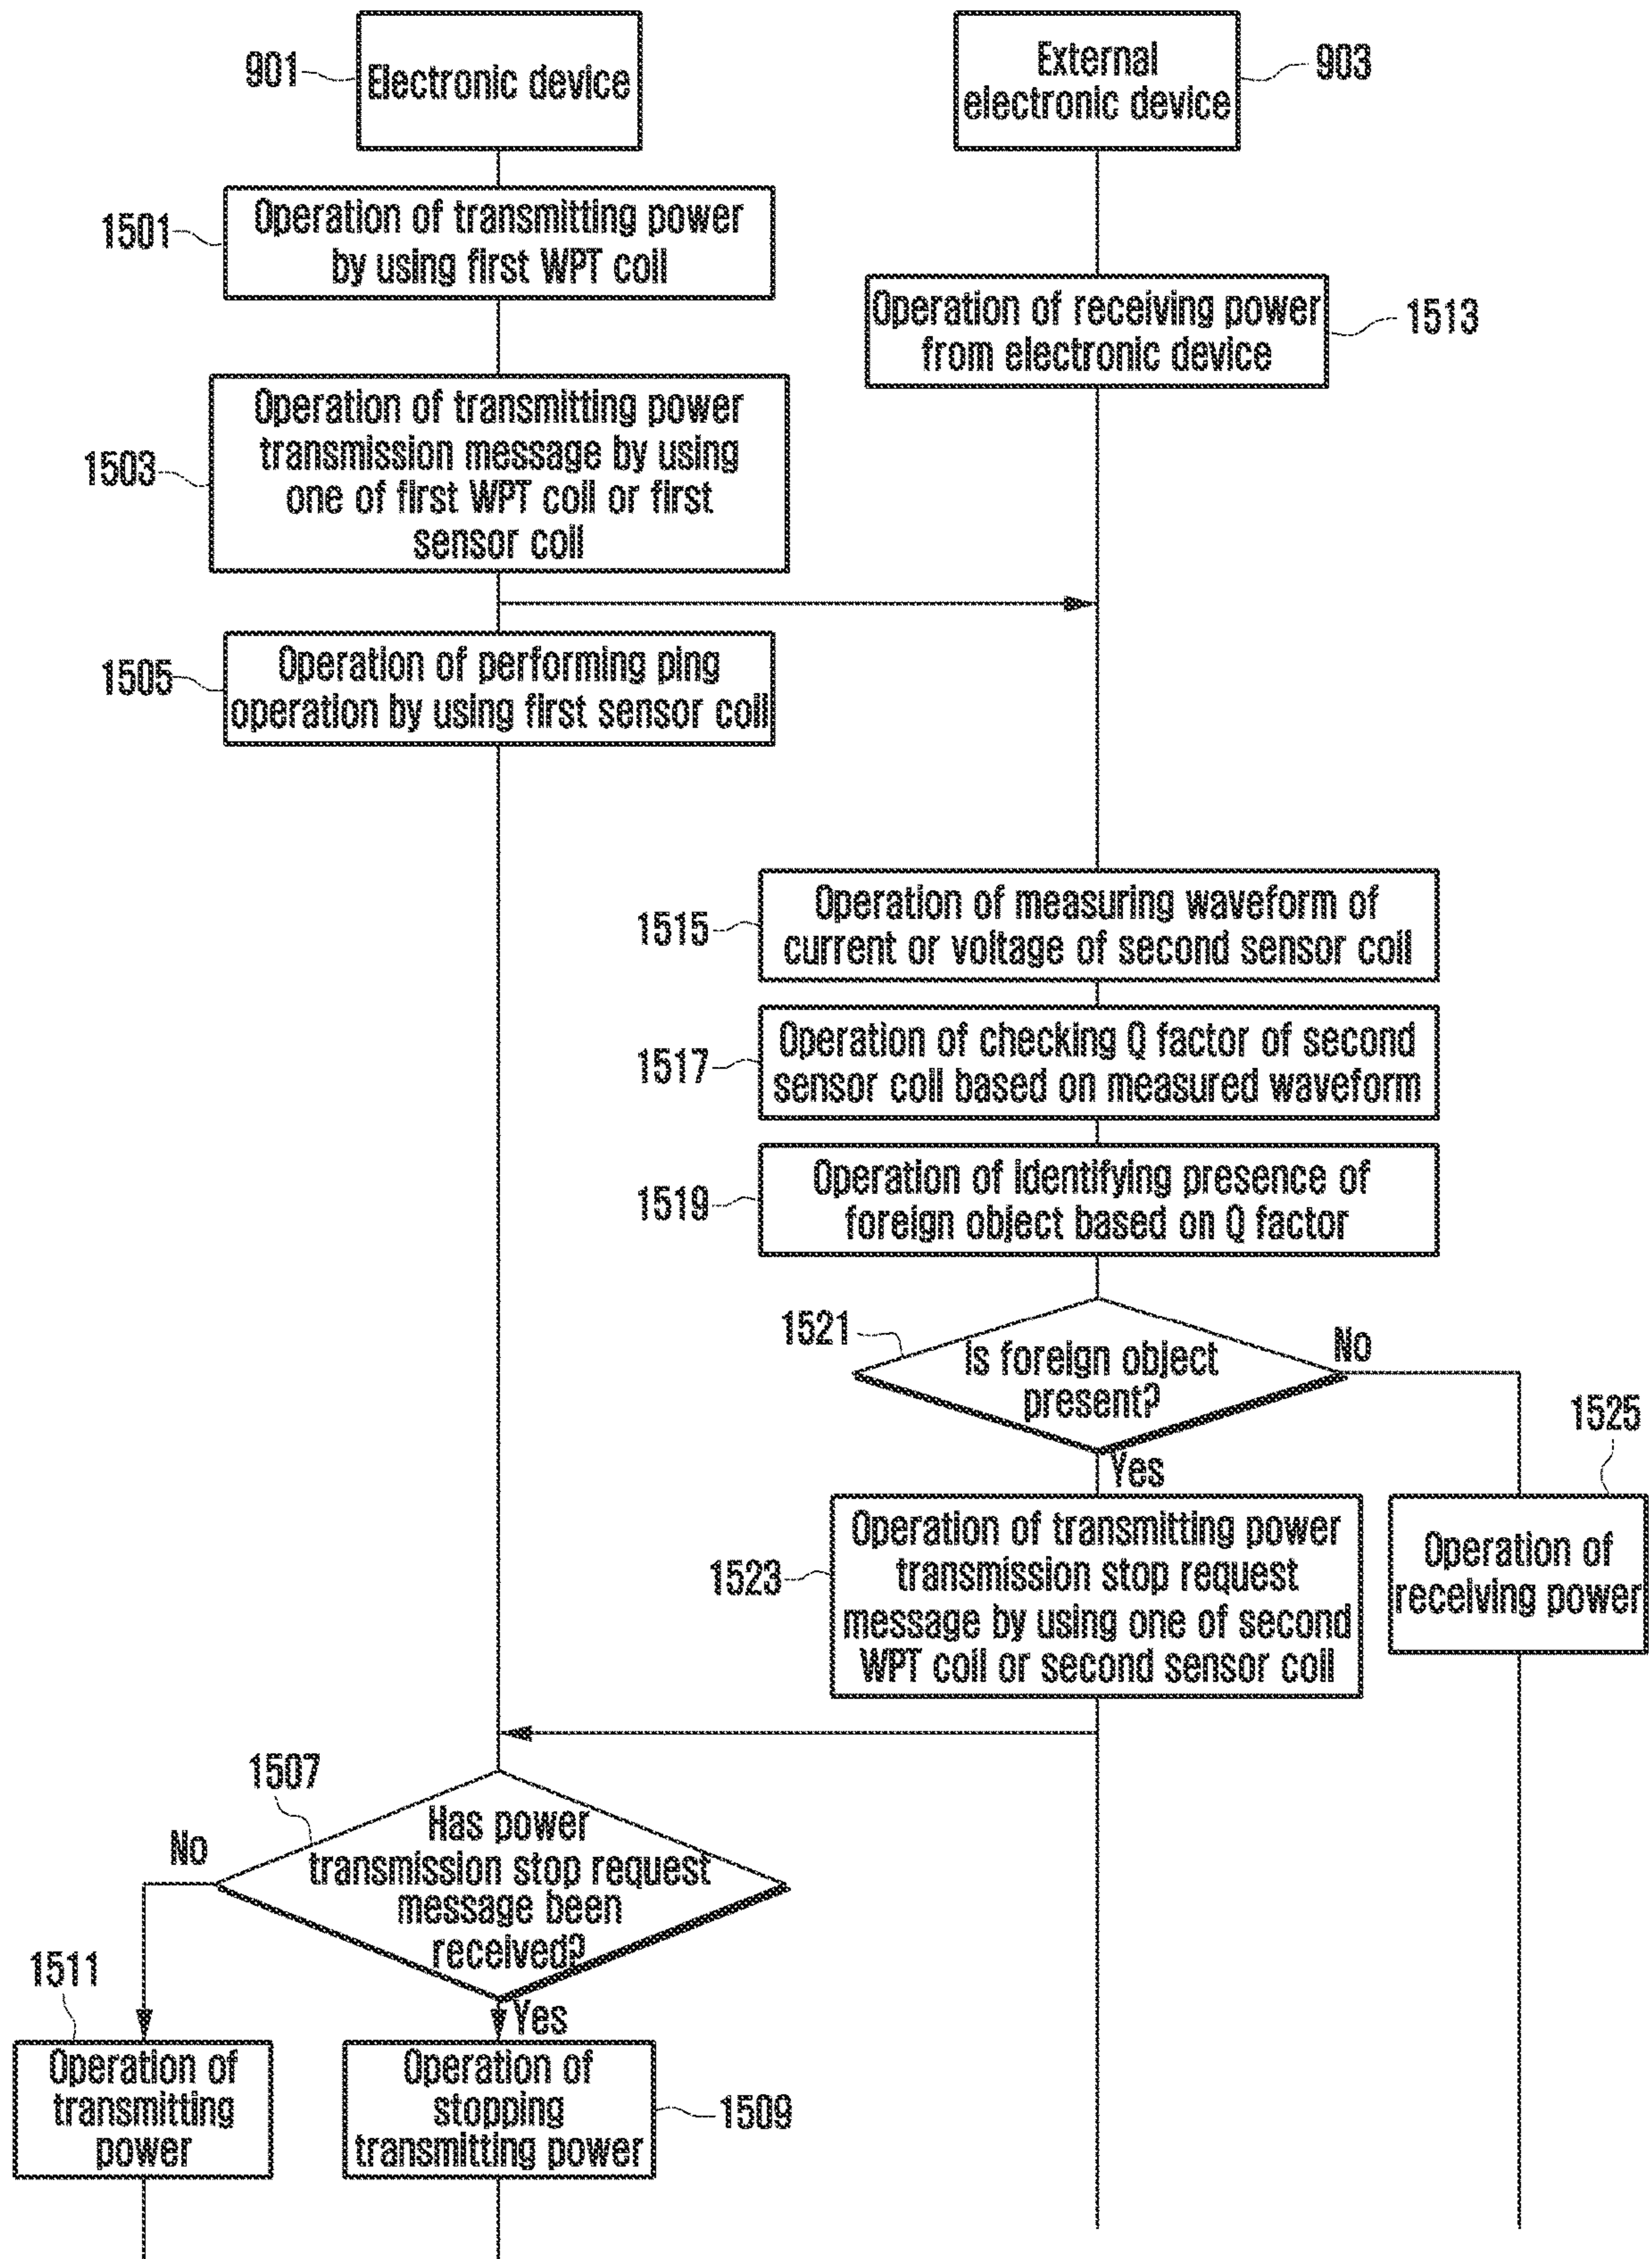 901
Electronic device
External
electronic device
903
1501
Operation of transmitting power
by using first WPT coil
Operation of receiving power
from electronic device
1513
1503
Operation of transmitting power
transmission message by using
one of first WPT coil or first
sensor coil
1505
Operation of performing ping
operation by using first sensor coil
1515
Operation of measuring waveform of
current or voltage of second sensor coil
1517
Operation of checking Q factor of second
sensor coil based on measured waveform
1519
Operation of identifying presence of
foreign object based on Q factor
1521
Is foreign object
present?
No
Yes
1525
1523
Operation of transmitting power
transmission stop request
message by using one of second
WPT coil or second sensor coil
Operation of
receiving power
1507
Has power
transmission stop request
message been
received?
No
Yes
1511
Operation of
transmitting
power
Operation of
stopping
transmitting power
1509